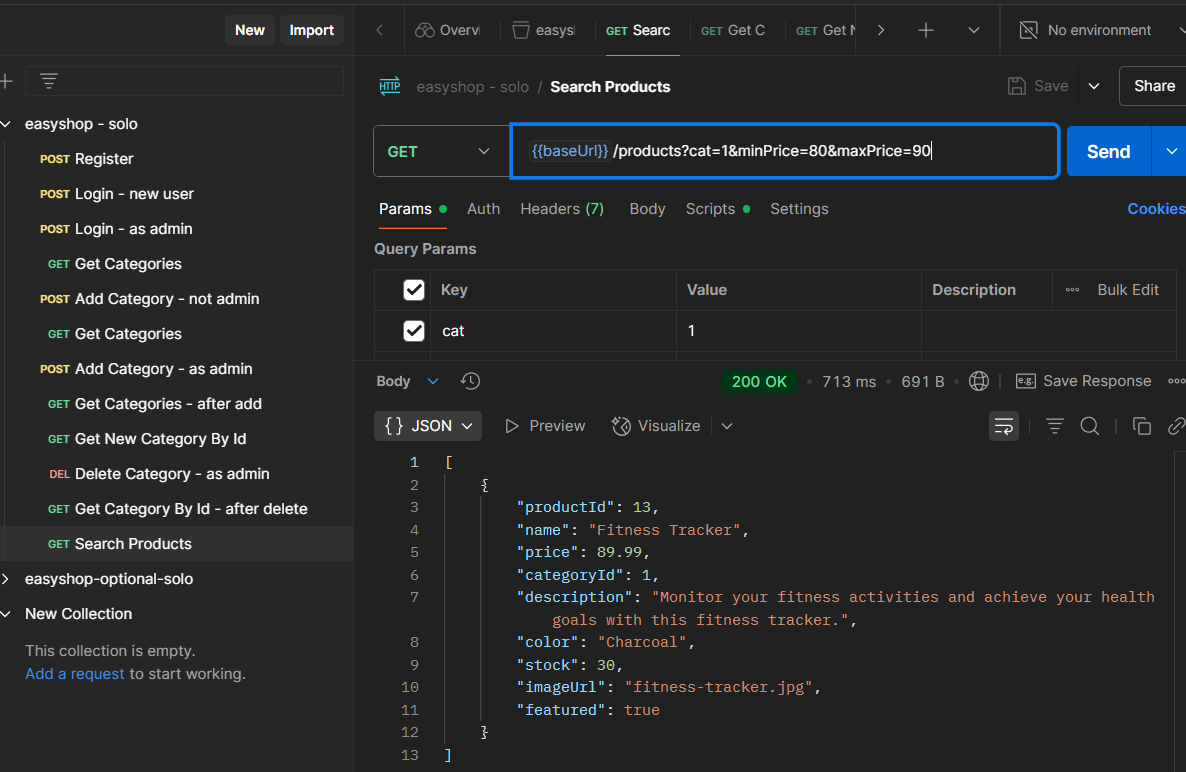 New Import
Overvi easysl GET Searc GET Get C GET Get N No environment
HTTP easyshop - solo / Search Products Save Share
easyshop - solo
POST Register
POST Login - new user
POST Login - as admin
GET Get Categories
POST Add Category - not admin
GET Get Categories
POST Add Category - as admin
GET Get Categories - after add
GET Get New Category By Id
DEL Delete Category - as admin
GET Get Category By Id - after delete
GET Search Products
easyshop-optional-solo
New Collection
This collection is empty.
Add a request to start working.
GET {{baseUrl}} /products?cat=1&minPrice=80&maxPrice=90 Send
Params Auth Headers (7) Body Scripts Settings Cookies
Query Params
Key Value Description Bulk Edit
cat 1
Body 200 OK 713 ms 691 B e.g. Save Response
{} JSON Preview Visualize
1 [
2 {
3 "productId": 13,
4 "name": "Fitness Tracker",
5 "price": 89.99,
6 "categoryId": 1,
7 "description": "Monitor your fitness activities and achieve your health
goals with this fitness tracker.",
8 "color": "Charcoal",
9 "stock": 30,
10 "imageUrl": "fitness-tracker.jpg",
11 "featured": true
12 }
13 ]